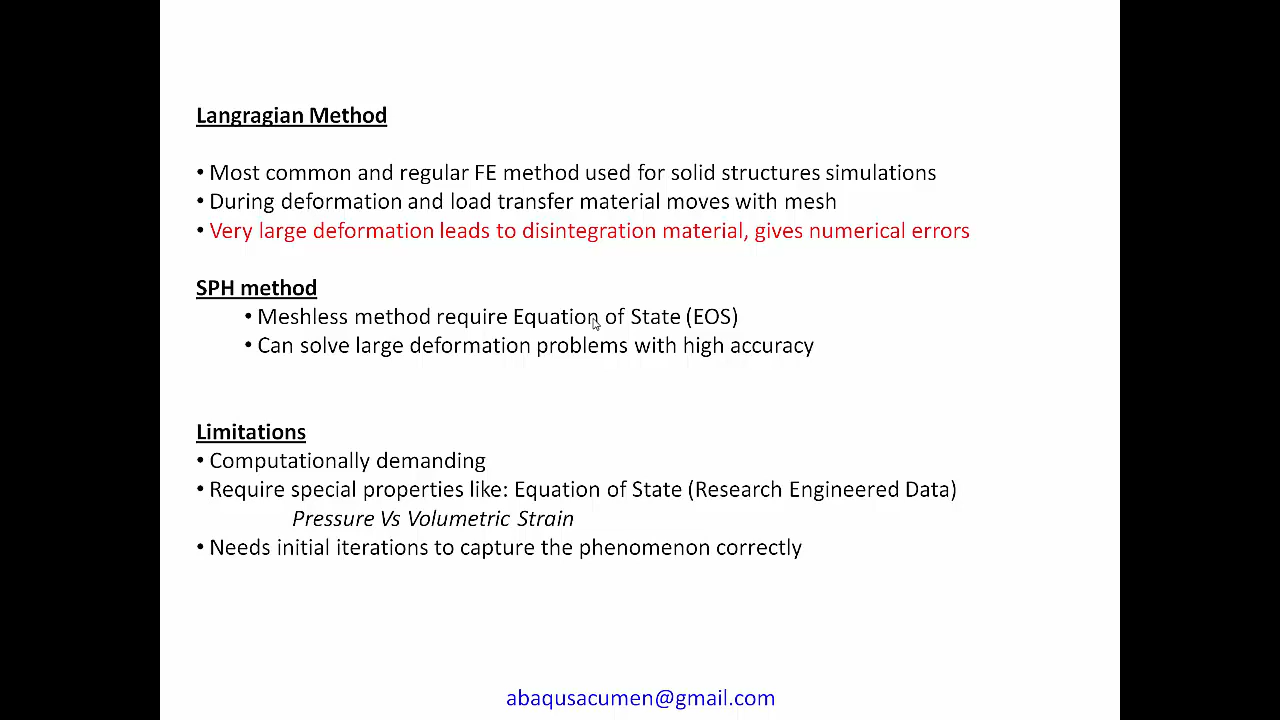 Langragian Method
• Most common and regular FE method used for solid structures simulations
• During deformation and load transfer material moves with mesh
• Very large deformation leads to disintegration material, gives numerical errors
SPH method
• Meshless method require Equation of State (EOS)
• Can solve large deformation problems with high accuracy
Limitations
• Computationally demanding
• Require special properties like: Equation of State (Research Engineered Data)
Pressure Vs Volumetric Strain
• Needs initial iterations to capture the phenomenon correctly
abaqusacumen@gmail.com